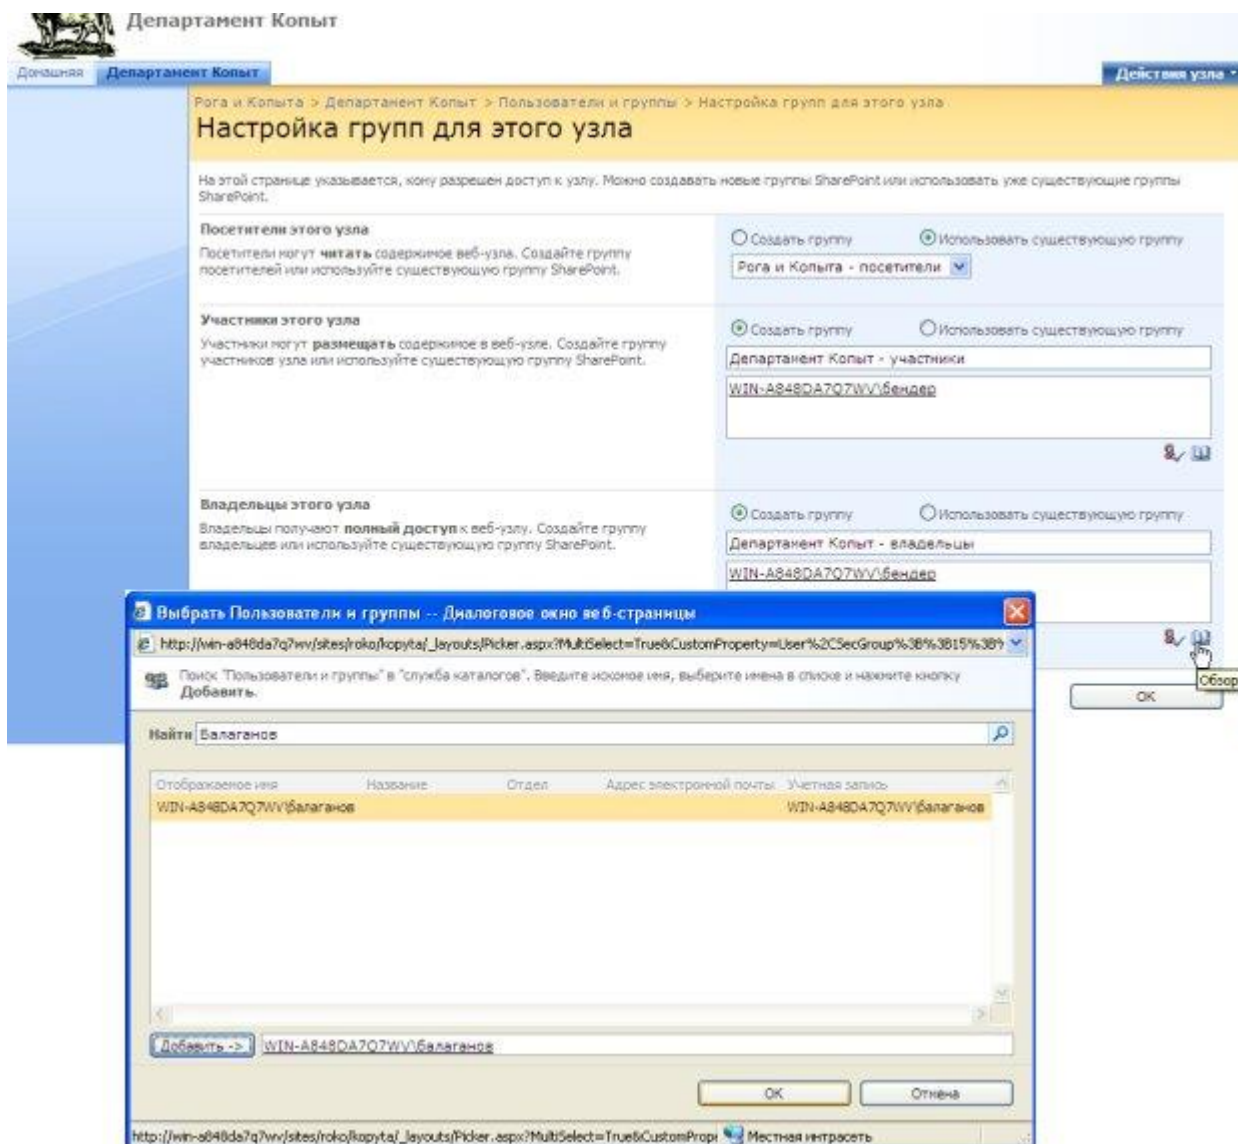 Департамент Копыт
Домашняя Департамент Копыт Действия узла
Рога и Копыта > Департамент Копыт > Пользователи и группы > Настройка групп для этого узла
Настройка групп для этого узла
На этой странице указывается, кому разрешен доступ к узлу. Можно создавать новые группы SharePoint или использовать уже существующие группы
SharePoint.
Посетители этого узла
Посетители могут читать содержимое веб-узла. Создайте группу
посетителей или используйте существующую группу SharePoint.
Создать группу Использовать существующую группу
Рога и Копыта - посетители
Участники этого узла
Участники могут размещать содержимое в веб-узле. Создайте группу
участников узла или используйте существующую группу SharePoint.
Создать группу Использовать существующую группу
Департамент Копыт - участники
WIN-A848DA7Q7WV\бендер
Владельцы этого узла
Владельцы получают полный доступ к веб-узлу. Создайте группу
владельцев или используйте существующую группу SharePoint.
Создать группу Использовать существующую группу
Департамент Копыт - владельцы
WIN-A848DA7Q7WV\бендер
Обзор
OK
Выбрать Пользователи и группы -- Диалоговое окно веб-страницы
http://win-a848da7q7wv/sites/roko/kopyta/_layouts/Picker.aspx?MultiSelect=True&CustomProperty=User%2CSecGroup%3B%3B15%3B%
Поиск "Пользователи и группы" в "служба каталогов". Введите искомое имя, выберите имена в списке и нажмите кнопку
Добавить.
Найти Балаганов
Отображаемое имя Название Отдел Адрес электронной почты Учетная запись
WIN-A848DA7Q7WV\балаганов WIN-A848DA7Q7WV\балаганов
Добавить -> WIN-A848DA7Q7WV\балаганов
OK Отмена
http://win-a848da7q7wv/sites/roko/kopyta/_layouts/Picker.aspx?MultiSelect=True&CustomProp Местная интрасеть